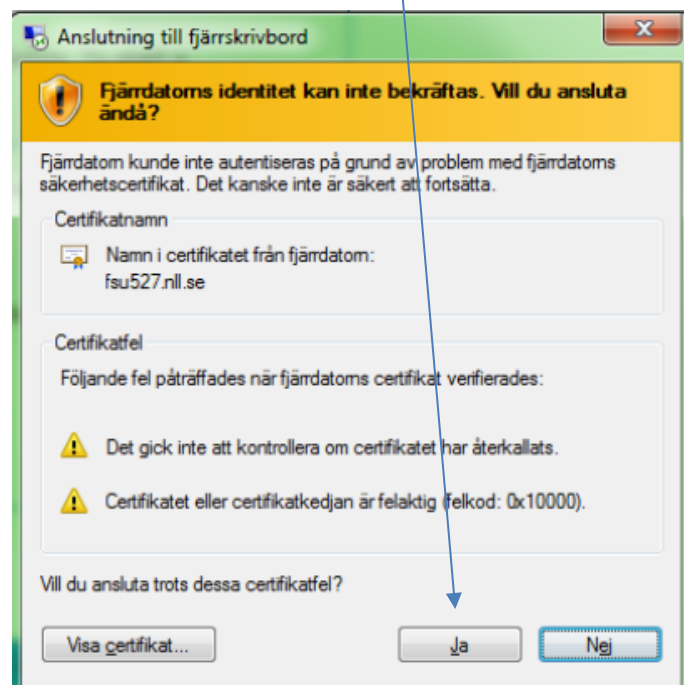 Anslutning till fjärrskrivbord
Fjärrdatorns identitet kan inte bekräftas. Vill du ansluta
ändå?
Fjärrdatorn kunde inte autentiseras på grund av problem med fjärrdatorns
säkerhetscertifikat. Det kanske inte är säkert att fortsätta.
Certifikatnamn
Namn i certifikatet från fjärrdatorn:
fsu527.nll.se
Certifikatfel
Följande fel påträffades när fjärrdatorns certifikat verifierades:
Det gick inte att kontrollera om certifikatet har återkallats.
Certifikatet eller certifikatkedjan är felaktig (felkod: 0x10000).
Vill du ansluta trots dessa certifikatfel?
Visa certifikat...
Ja
Nej